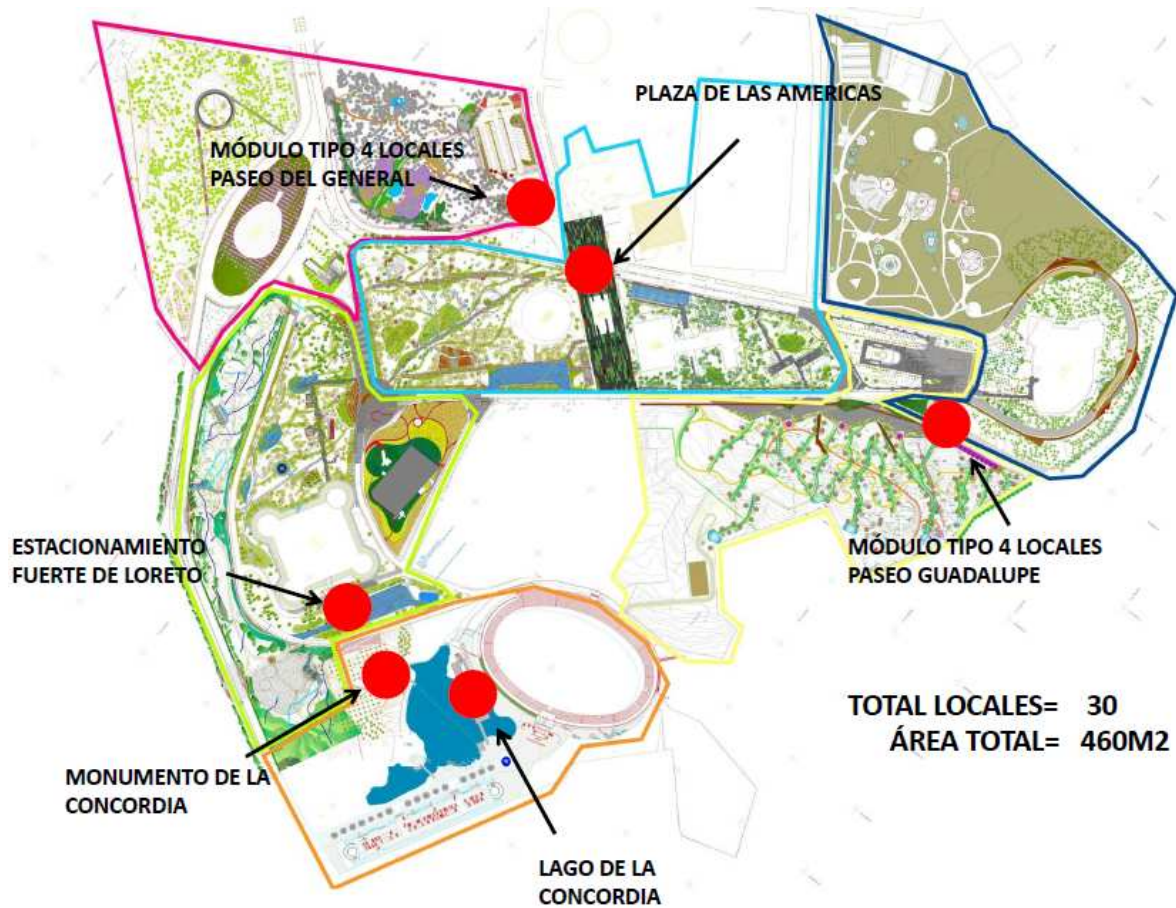 PLAZA DE LAS AMERICAS
MÓDULO TIPO 4 LOCALES
PASEO DEL GENERAL
ESTACIONAMIENTO
FUERTE DE LORETO
MÓDULO TIPO 4 LOCALES
PASEO GUADALUPE
TOTAL LOCALES= 30
ÁREA TOTAL= 460M2
MONUMENTO DE LA
CONCORDIA
LAGO DE LA
CONCORDIA